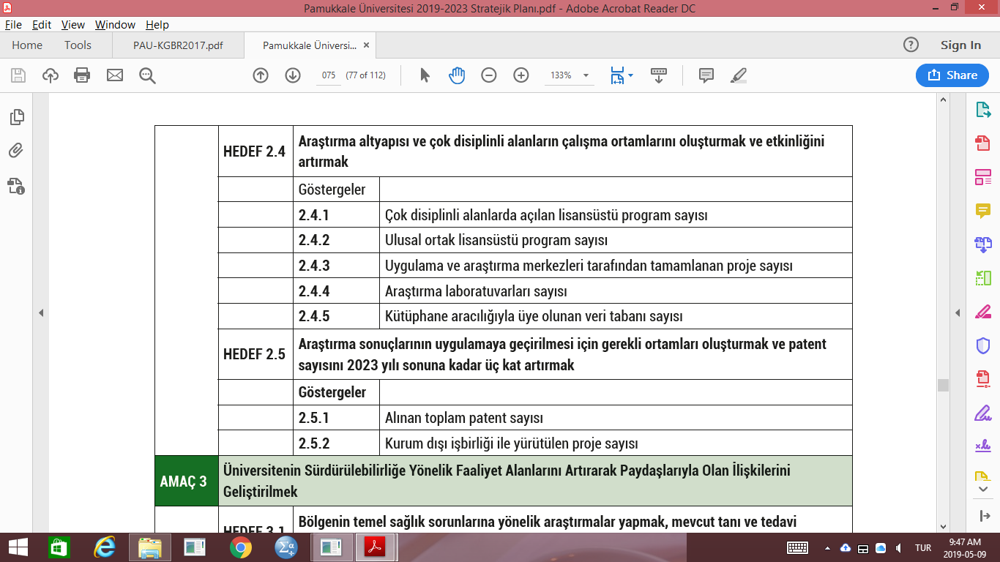 Pamukkale Üniversitesi 2019-2023 Stratejik Planı.pdf - Adobe Acrobat Reader DC
File Edit View Window Help
Home Tools PAU-KGBR2017.pdf Pamukkale Üniversi... ×
? Sign In
075 (77 of 112) 133% Share
HEDEF 2.4 Araştırma altyapısı ve çok disiplinli alanların çalışma ortamlarını oluşturmak ve etkinliğini
artırmak
Göstergeler
2.4.1 Çok disiplinli alanlarda açılan lisansüstü program sayısı
2.4.2 Ulusal ortak lisansüstü program sayısı
2.4.3 Uygulama ve araştırma merkezleri tarafından tamamlanan proje sayısı
2.4.4 Araştırma laboratuvarları sayısı
2.4.5 Kütüphane aracılığıyla üye olunan veri tabanı sayısı
HEDEF 2.5 Araştırma sonuçlarının uygulamaya geçirilmesi için gerekli ortamları oluşturmak ve patent
sayısını 2023 yılı sonuna kadar üç kat artırmak
Göstergeler
2.5.1 Alınan toplam patent sayısı
2.5.2 Kurum dışı işbirliği ile yürütülen proje sayısı
AMAÇ 3 Üniversitenin Sürdürülebilirliğe Yönelik Faaliyet Alanlarını Artırarak Paydaşlarıyla Olan İlişkilerini
Geliştirilmek
HEDEF 3.1 Bölgenin temel sağlık sorunlarına yönelik araştırmalar yapmak, mevcut tanı ve tedavi
TUR 9:47 AM
2019-05-09